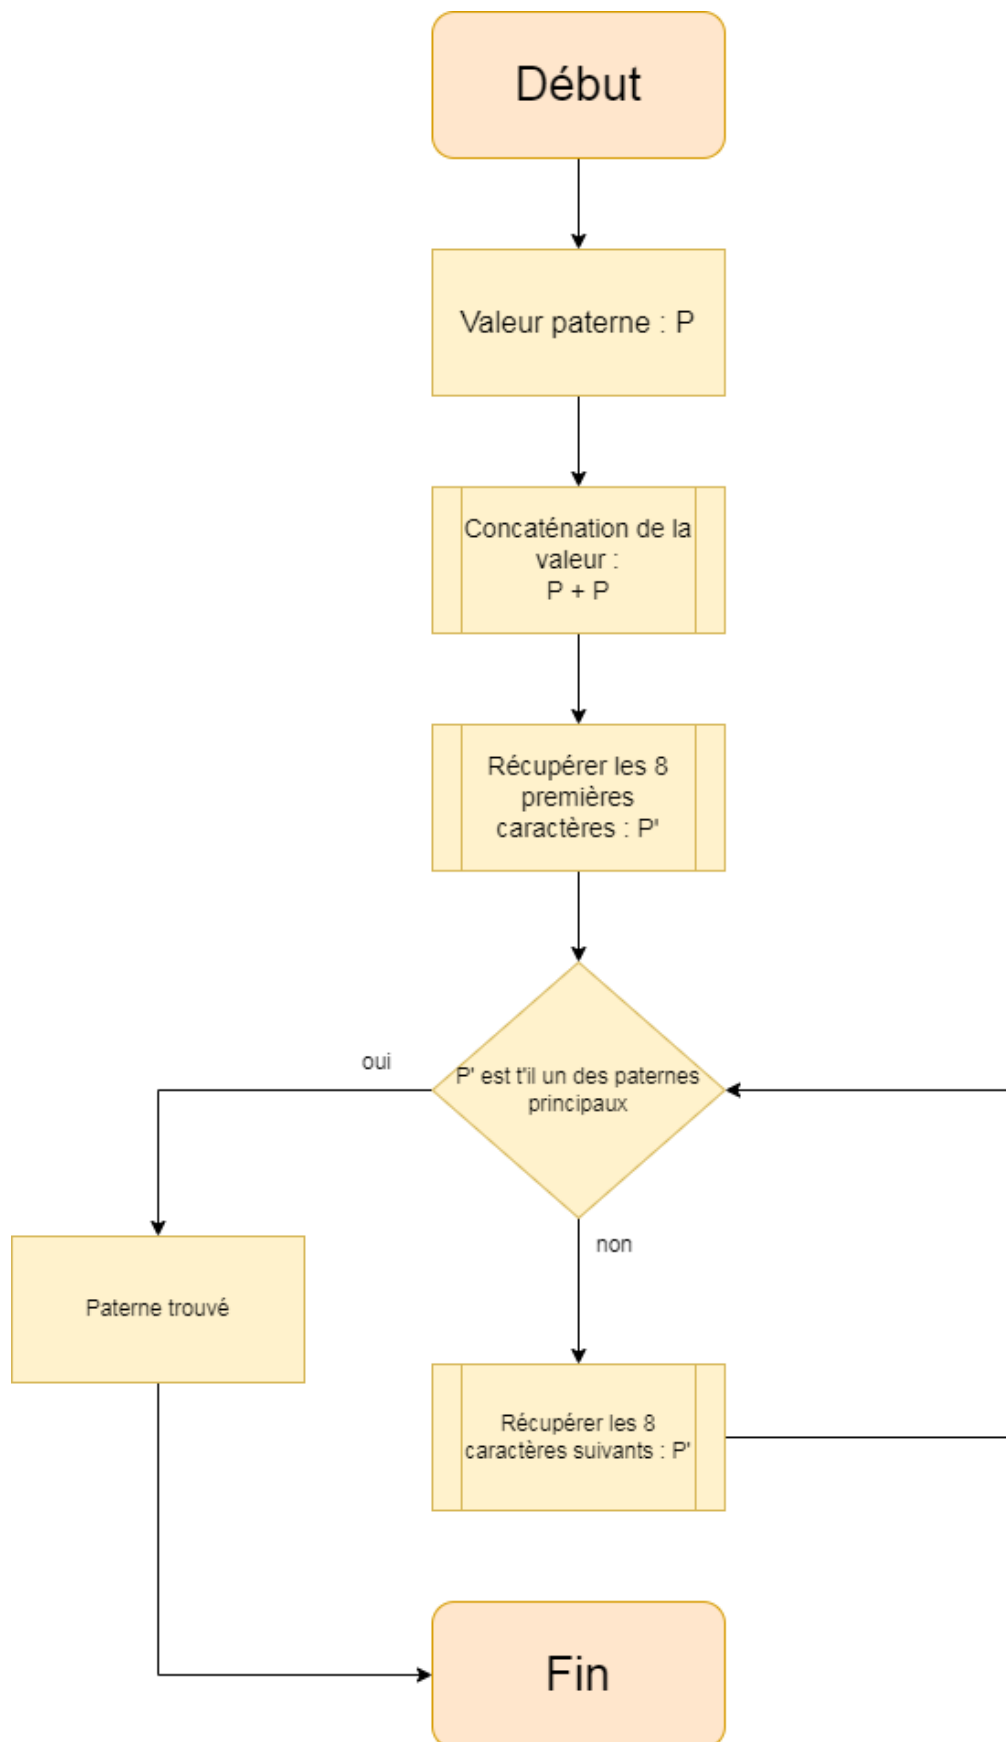 Début
Valeur paterne : P
Concaténation de la
valeur :
P + P
Récupérer les 8
premières
caractères : P'
oui
P' est t'il un des paternes
principaux
non
Paterne trouvé
Récupérer les 8
caractères suivants : P'
Fin